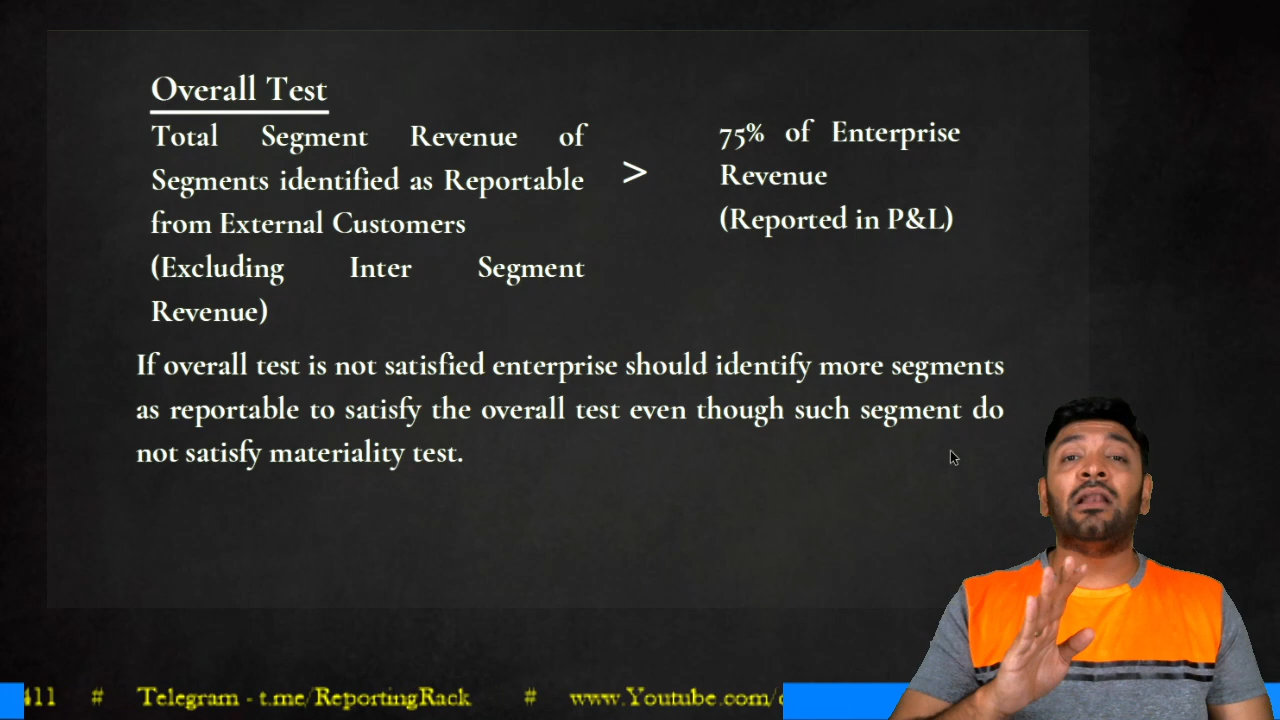 Overall Test
Total Segment Revenue of
Segments identified as Reportable
from External Customers
(Excluding Inter Segment
Revenue)
>
75% of Enterprise
Revenue
(Reported in P&L)
If overall test is not satisfied enterprise should identify more segments
as reportable to satisfy the overall test even though such segment do
not satisfy materiality test.
411 # Telegram - t.me/ReportingRack # www.Youtube.com/